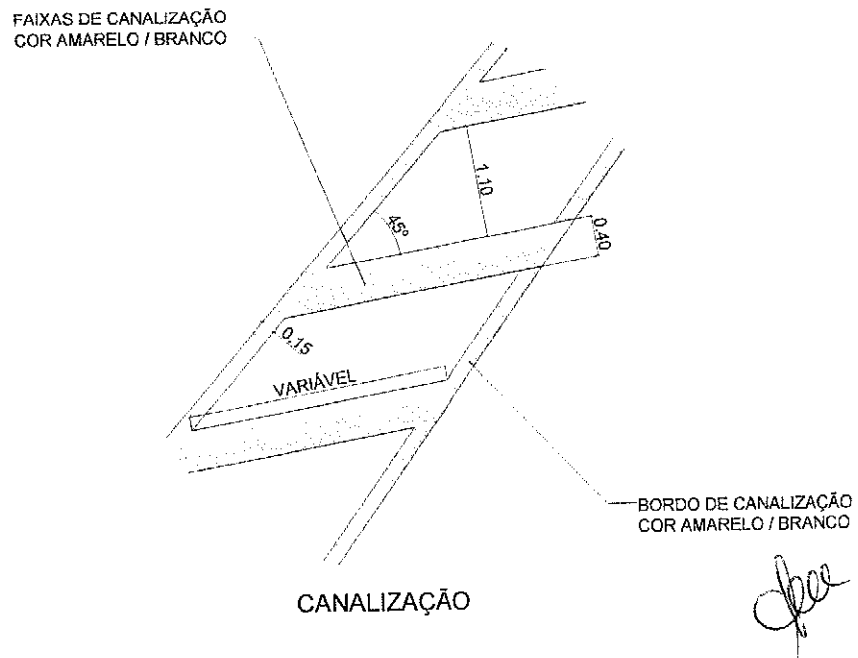 FAIXAS DE CANALIZAÇÃO
COR AMARELO / BRANCO
1.10
45º
0.40
0.15
VARIÁVEL
BORDO DE CANALIZAÇÃO
COR AMARELO / BRANCO
CANALIZAÇÃO